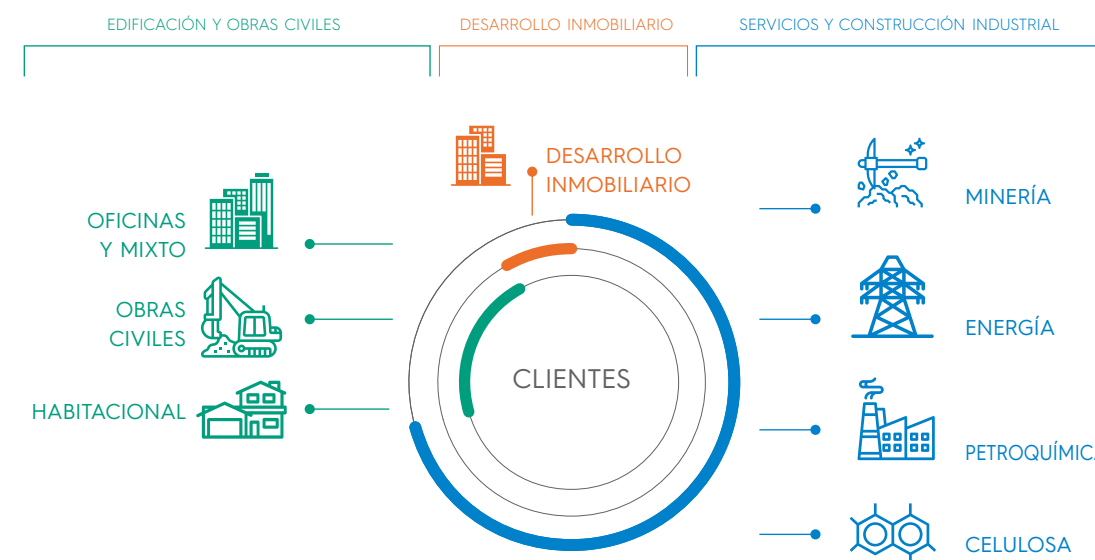 EDIFICACIÓN Y OBRAS CIVILES
DESARROLLO INMOBILIARIO
SERVICIOS Y CONSTRUCCIÓN INDUSTRIAL
DESARROLLO
INMOBILIARIO
OFICINAS
Y MIXTO
OBRAS
CIVILES
HABITACIONAL
CLIENTES
MINERÍA
ENERGÍA
PETROQUÍMICA
CELULOSA